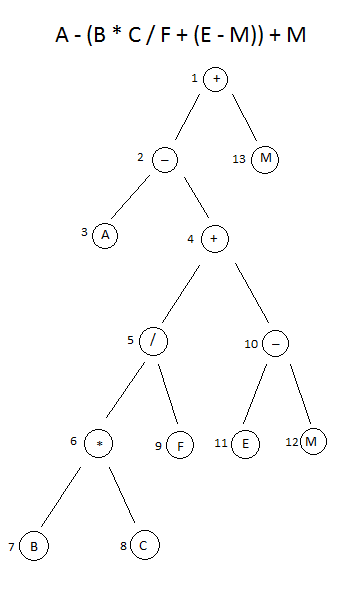 A - (B * C / F + (E - M)) + M
1 +
2 – 13 M
3 A 4 +
5 / 10 –
6 * 9 F 11 E 12 M
7 B 8 C